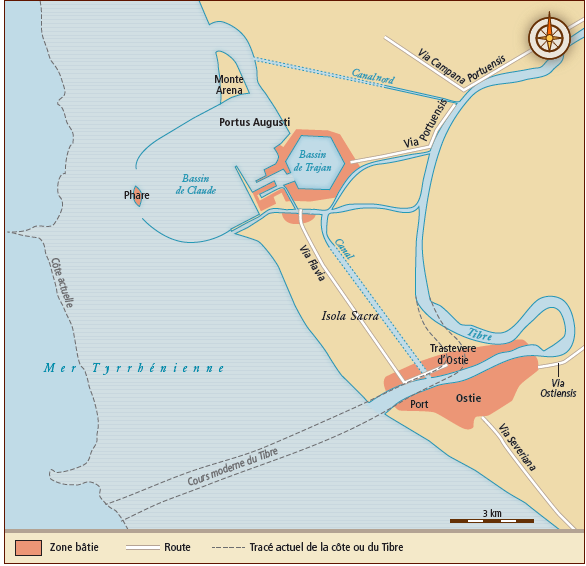 Via Campana Portuensis
Canal nord
Monte
Arena
Portus Augusti
Via Portuensis
Bassin
de Trajan
Bassin
de Claude
Phare
Côte actuelle
Via Flavia
Canal
Isola Sacra
Tibre
Trastevere
d'Ostie
Mer Tyrrhénienne
Via
Ostiensis
Port
Ostie
Via Severiana
Cours moderne du Tibre
3 km
Zone bâtie
Route
Tracé actuel de la côte ou du Tibre